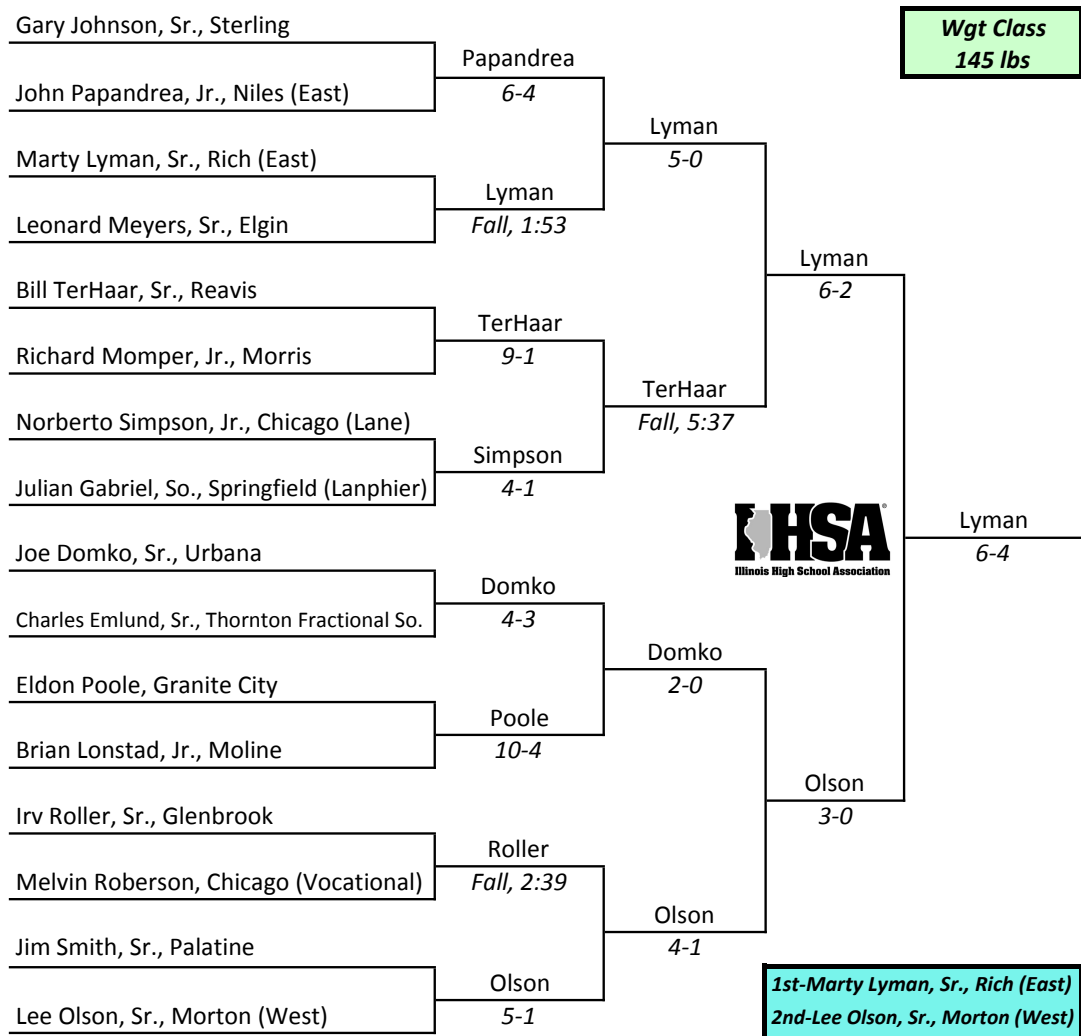 Gary Johnson, Sr., Sterling
Wgt Class
145 lbs
Papandrea
6-4
John Papandrea, Jr., Niles (East)
Lyman
5-0
Marty Lyman, Sr., Rich (East)
Lyman
Fall, 1:53
Leonard Meyers, Sr., Elgin
Lyman
6-2
Bill TerHaar, Sr., Reavis
TerHaar
9-1
Richard Momper, Jr., Morris
TerHaar
Fall, 5:37
Norberto Simpson, Jr., Chicago (Lane)
Simpson
4-1
Julian Gabriel, So., Springfield (Lanphier)
IHSA
Illinois High School Association
Lyman
6-4
Joe Domko, Sr., Urbana
Domko
4-3
Charles Emlund, Sr., Thornton Fractional So.
Domko
2-0
Eldon Poole, Granite City
Poole
10-4
Brian Lonstad, Jr., Moline
Olson
3-0
Irv Roller, Sr., Glenbrook
Roller
Fall, 2:39
Melvin Roberson, Chicago (Vocational)
Olson
4-1
Jim Smith, Sr., Palatine
Olson
5-1
Lee Olson, Sr., Morton (West)
1st-Marty Lyman, Sr., Rich (East)
2nd-Lee Olson, Sr., Morton (West)